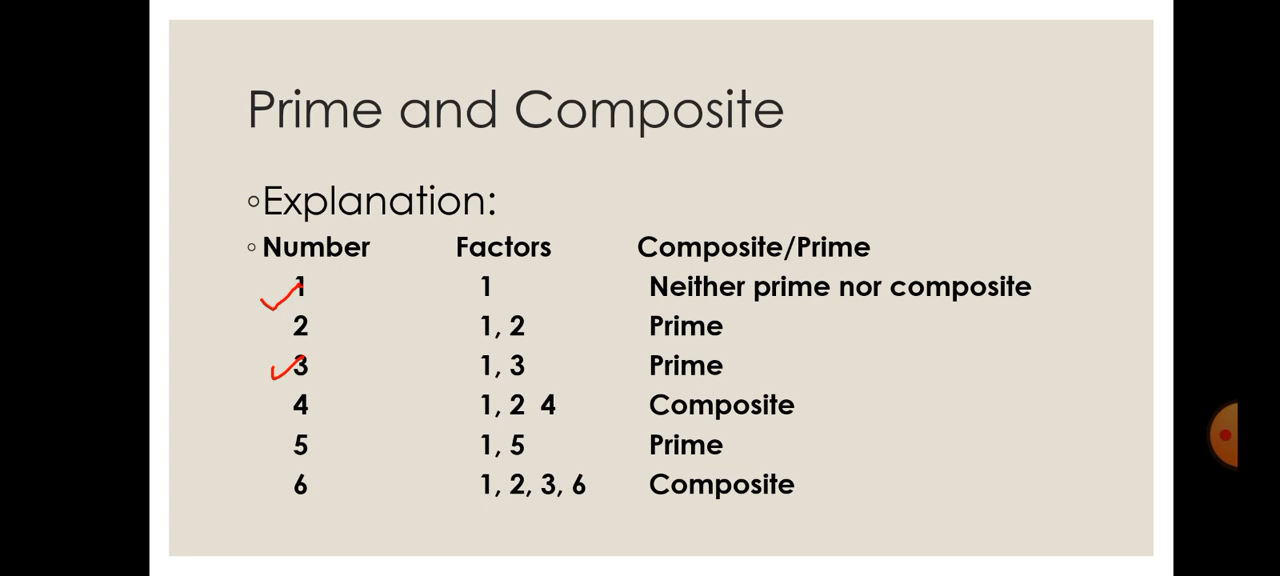 Prime and Composite
◦Explanation:
◦ Number Factors Composite/Prime
1 1 Neither prime nor composite
2 1, 2 Prime
3 1, 3 Prime
4 1, 2 4 Composite
5 1, 5 Prime
6 1, 2, 3, 6 Composite